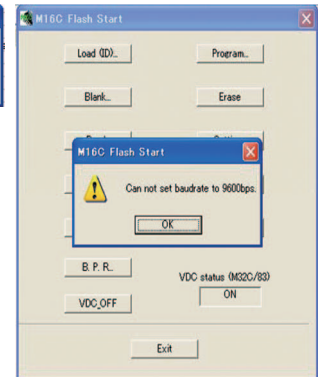 M16C Flash Start
Load (ID)...
Program...
Blank...
Erase
M16C Flash Start
Can not set baudrate to 9600bps.
OK
B. P. R...
VDC status (M32C/83)
VDC_OFF
ON
Exit